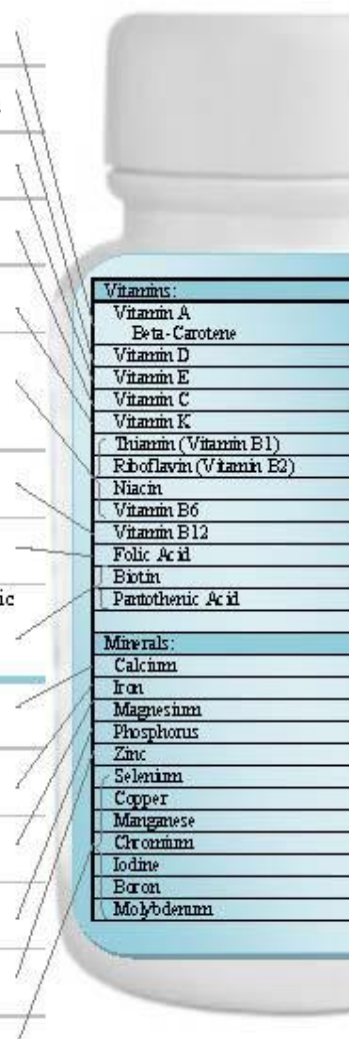 ic
Vitamins:
Vitamin A
Beta-Carotene
Vitamin D
Vitamin E
Vitamin C
Vitamin K
Thiamin (Vitamin B1)
Riboflavin (Vitamin B2)
Niacin
Vitamin B6
Vitamin B12
Folic Acid
Biotin
Pantothenic Acid
Minerals:
Calcium
Iron
Magnesium
Phosphorus
Zinc
Selenium
Copper
Manganese
Chromium
Iodine
Boron
Molybdenum